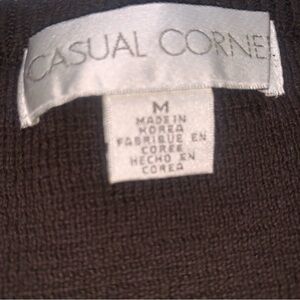 CASUAL CORNE
M
MADE IN
KOREA
FABRIQUE EN
COREE
HECHO EN
COREA